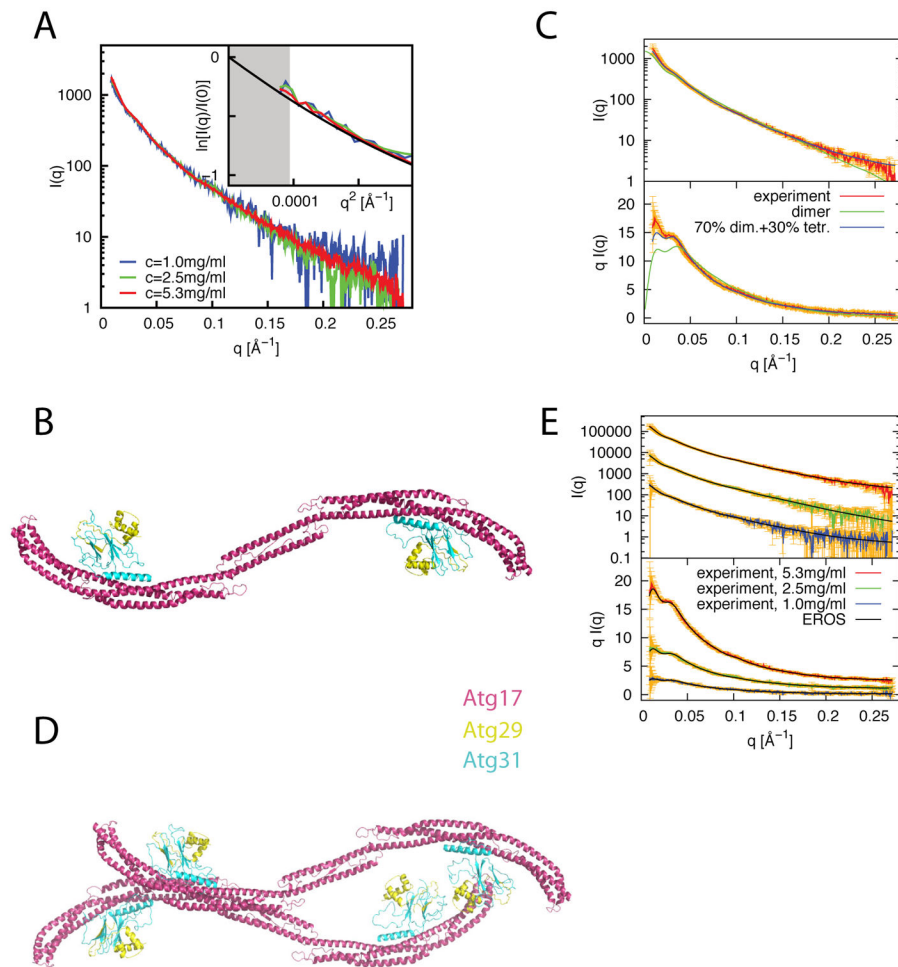 A
1000
100
10
1
I(q)
0
−1
ln[I(q)/I(0)]
0.0001
q² [Å⁻¹]
c=1.0mg/ml
c=2.5mg/ml
c=5.3mg/ml
0 0.05 0.1 0.15 0.20 0.25
q [Å⁻¹]
C
1000
100
10
1
I(q)
experiment
dimer
70% dim.+30% tetr.
20
15
10
5
0
q I(q)
0 0.05 0.1 0.15 0.20 0.25
q [Å⁻¹]
B
E
100000
10000
1000
100
10
1
0.1
I(q)
experiment, 5.3mg/ml
experiment, 2.5mg/ml
experiment, 1.0mg/ml
EROS
20
15
10
5
0
q I(q)
0 0.05 0.1 0.15 0.20 0.25
q [Å⁻¹]
Atg17
Atg29
Atg31
D